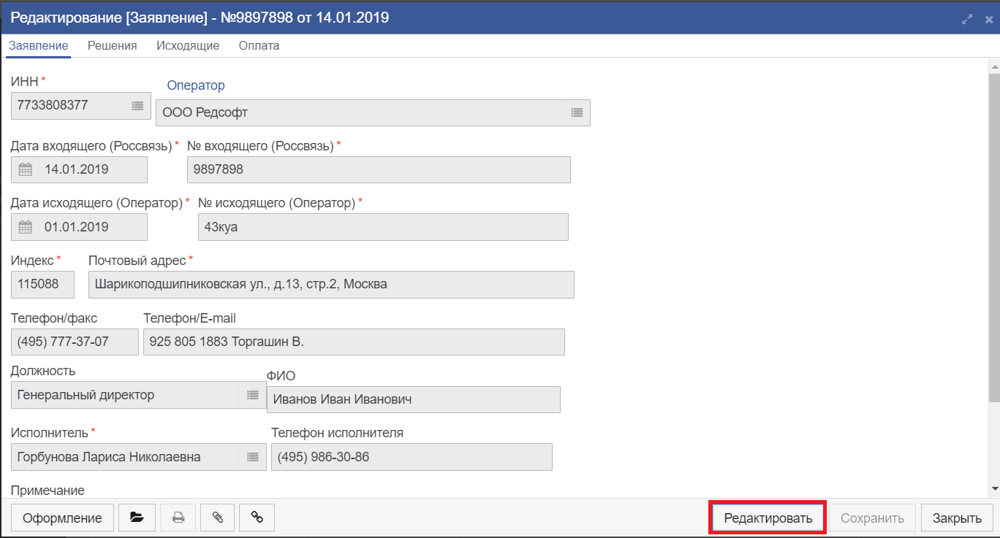 Редактирование [Заявление] - №9897898 от 14.01.2019
Заявление Решения Исходящие Оплата
ИНН * Оператор
7733808377 ООО Редсофт
Дата входящего (Россвязь) * № входящего (Россвязь) *
14.01.2019 9897898
Дата исходящего (Оператор) * № исходящего (Оператор) *
01.01.2019 43куа
Индекс * Почтовый адрес *
115088 Шарикоподшипниковская ул., д.13, стр.2, Москва
Телефон/факс Телефон/E-mail
(495) 777-37-07 925 805 1883 Торгашин В.
Должность ФИО
Генеральный директор Иванов Иван Иванович
Исполнитель * Телефон исполнителя
Горбунова Лариса Николаевна (495) 986-30-86
Примечание
Оформление Редактировать Сохранить Закрыть